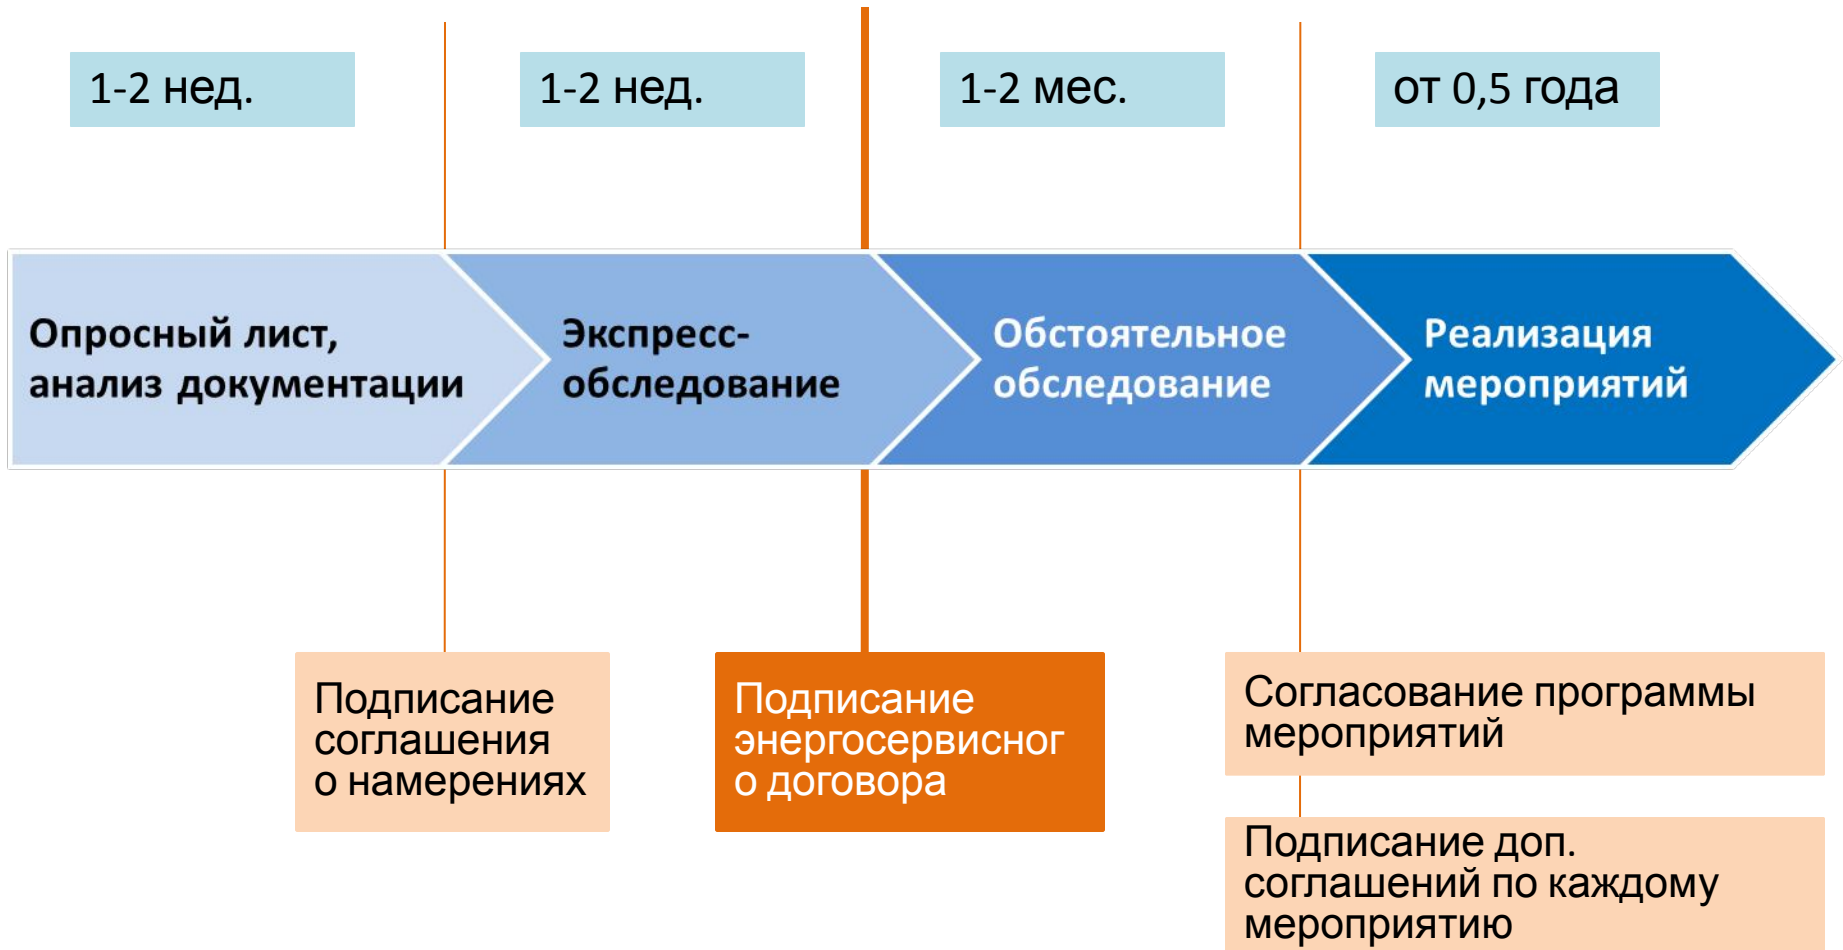 1-2 нед.
1-2 нед.
1-2 мес.
от 0,5 года
Опросный лист,
анализ документации
Экспресс-
обследование
Обстоятельное
обследование
Реализация
мероприятий
Подписание
соглашения
о намерениях
Подписание
энергосервисног
о договора
Согласование программы
мероприятий
Подписание доп.
соглашений по каждому
мероприятию